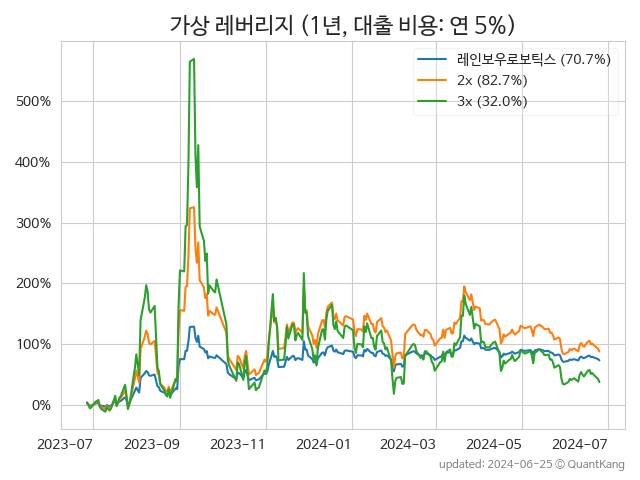 가상 레버리지 (1년, 대출 비용: 연 5%)
레인보우로보틱스 (70.7%)
2x (82.7%)
3x (32.0%)
500%
400%
300%
200%
100%
0%
2023-07 2023-09 2023-11 2024-01 2024-03 2024-05 2024-07
updated: 2024-06-25 © QuantKang